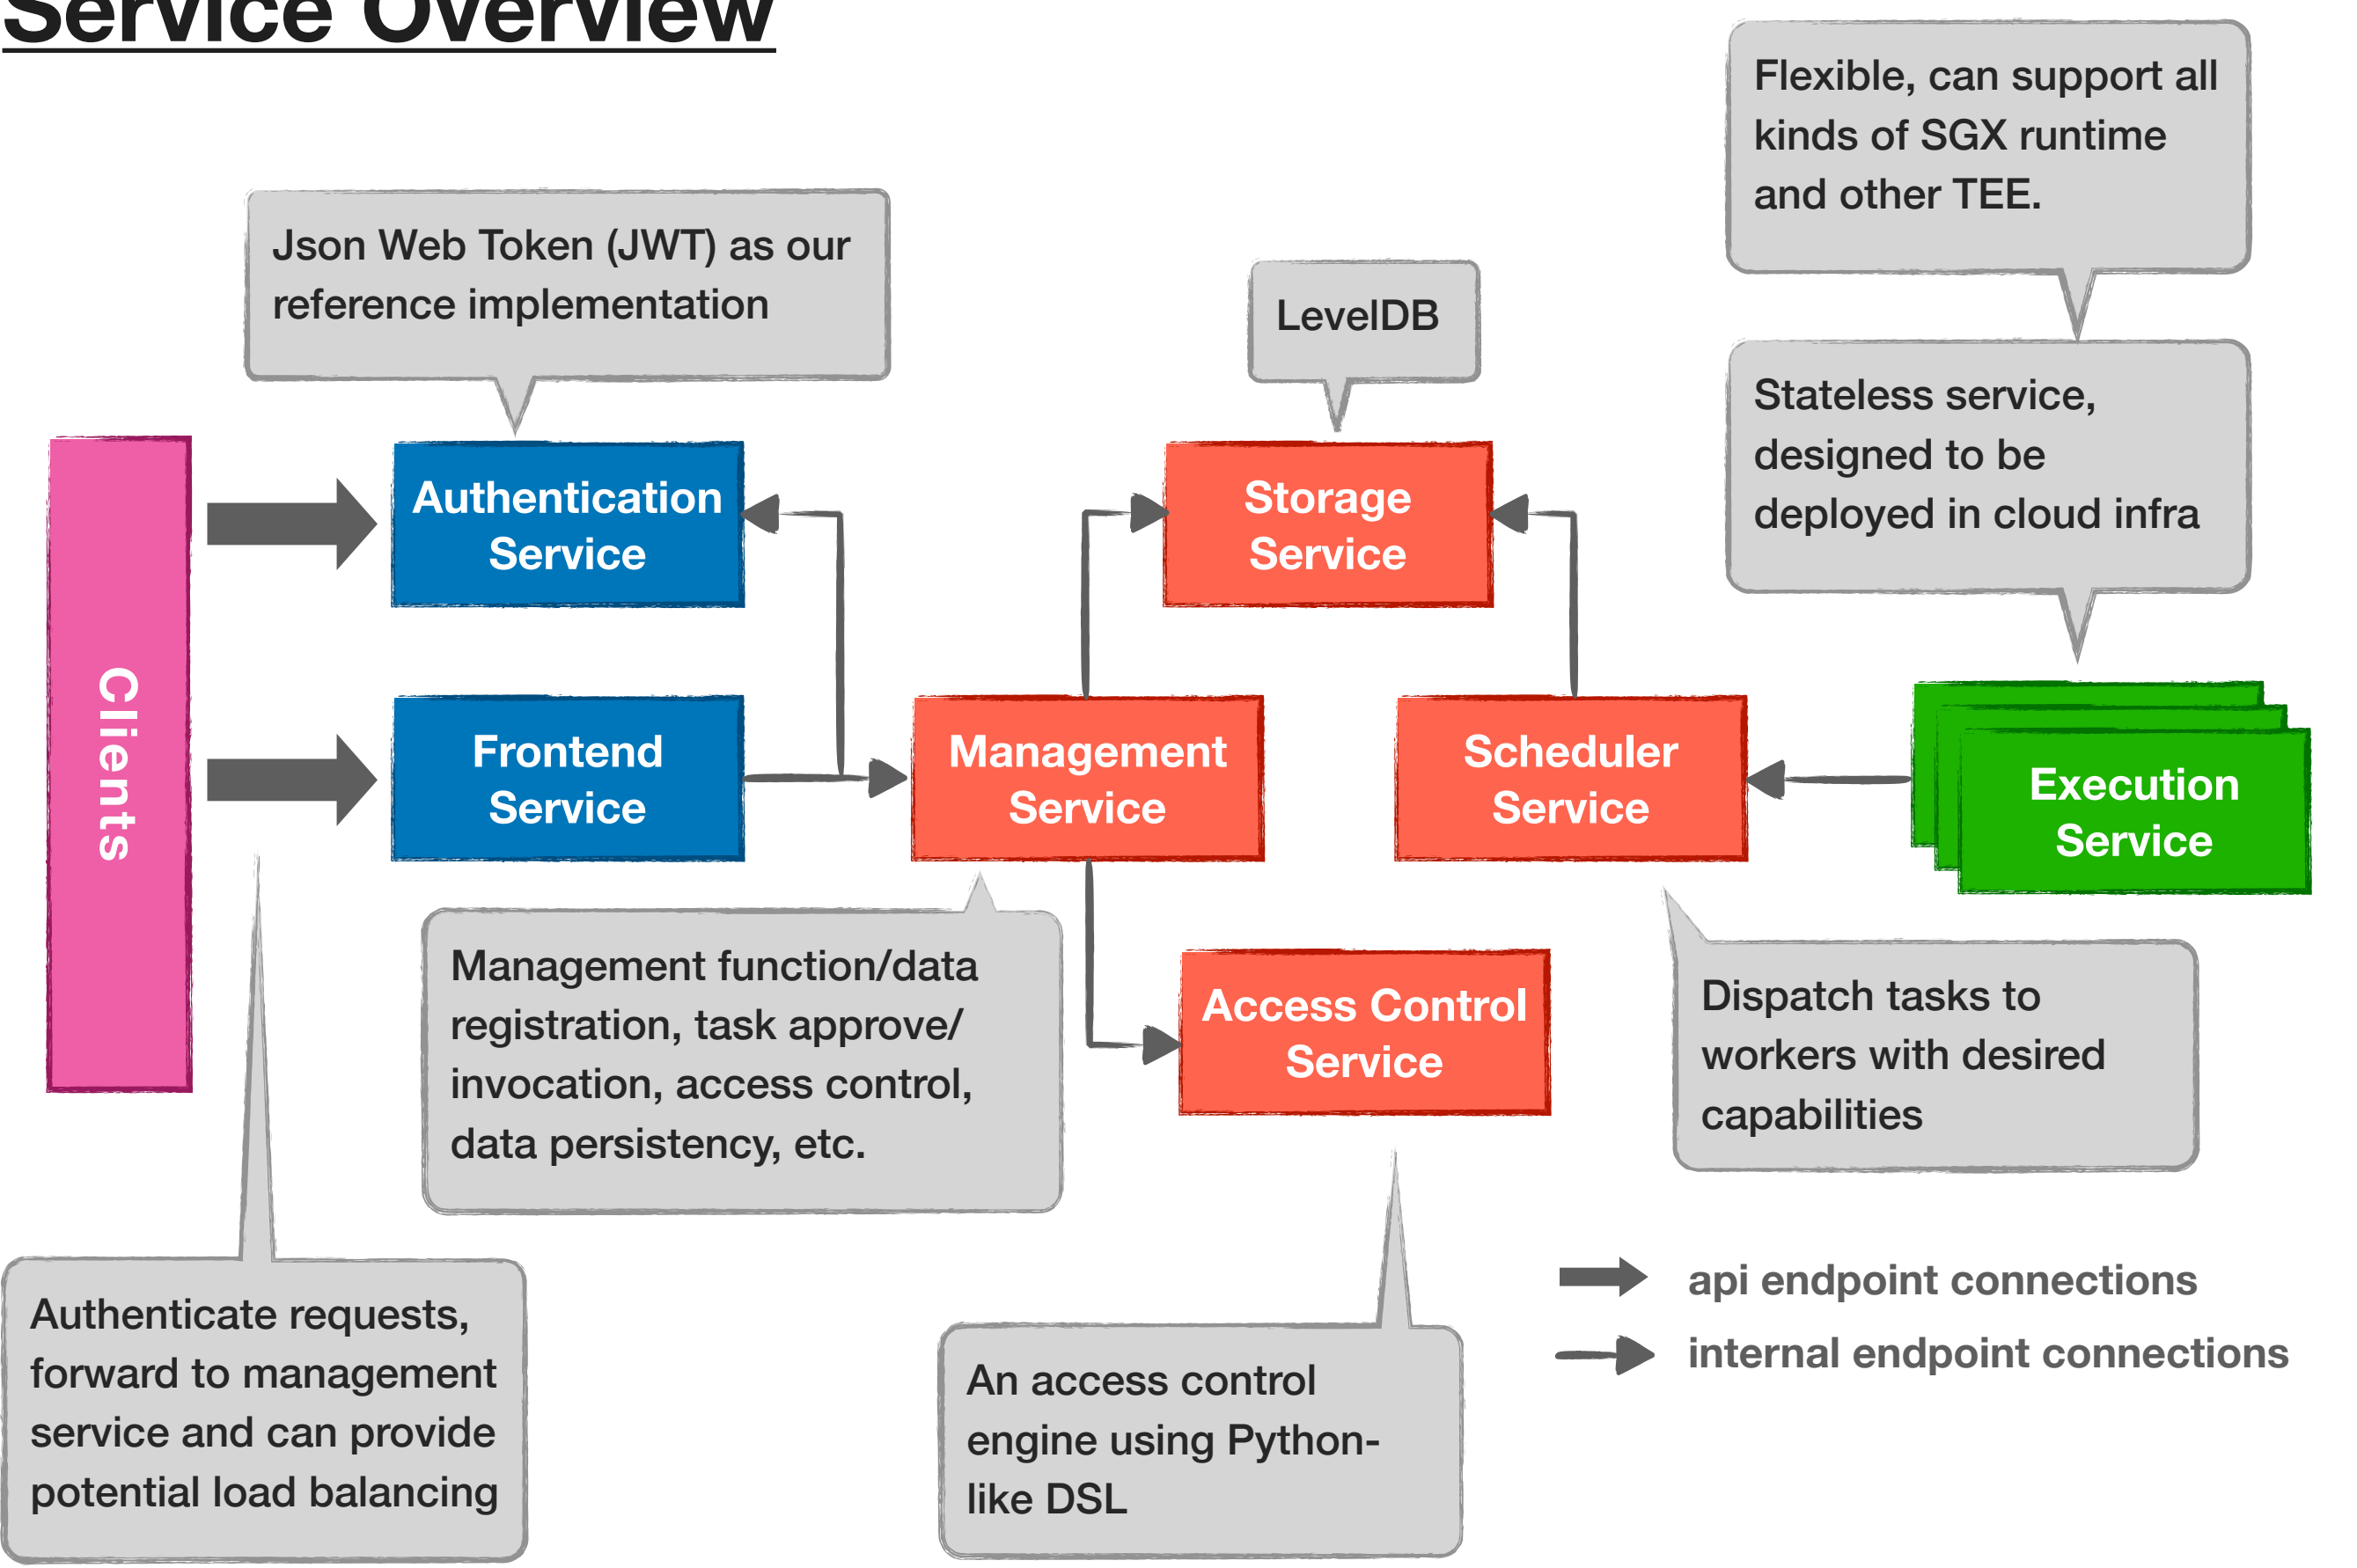 Service Overview
Flexible, can support all
kinds of SGX runtime
and other TEE.
Json Web Token (JWT) as our
reference implementation
LevelDB
Stateless service,
designed to be
deployed in cloud infra
Clients
Authentication
Service
Storage
Service
Frontend
Service
Management
Service
Scheduler
Service
Execution
Service
Management function/data
registration, task approve/
invocation, access control,
data persistency, etc.
Access Control
Service
Dispatch tasks to
workers with desired
capabilities
Authenticate requests,
forward to management
service and can provide
potential load balancing
An access control
engine using Python-
like DSL
api endpoint connections
internal endpoint connections